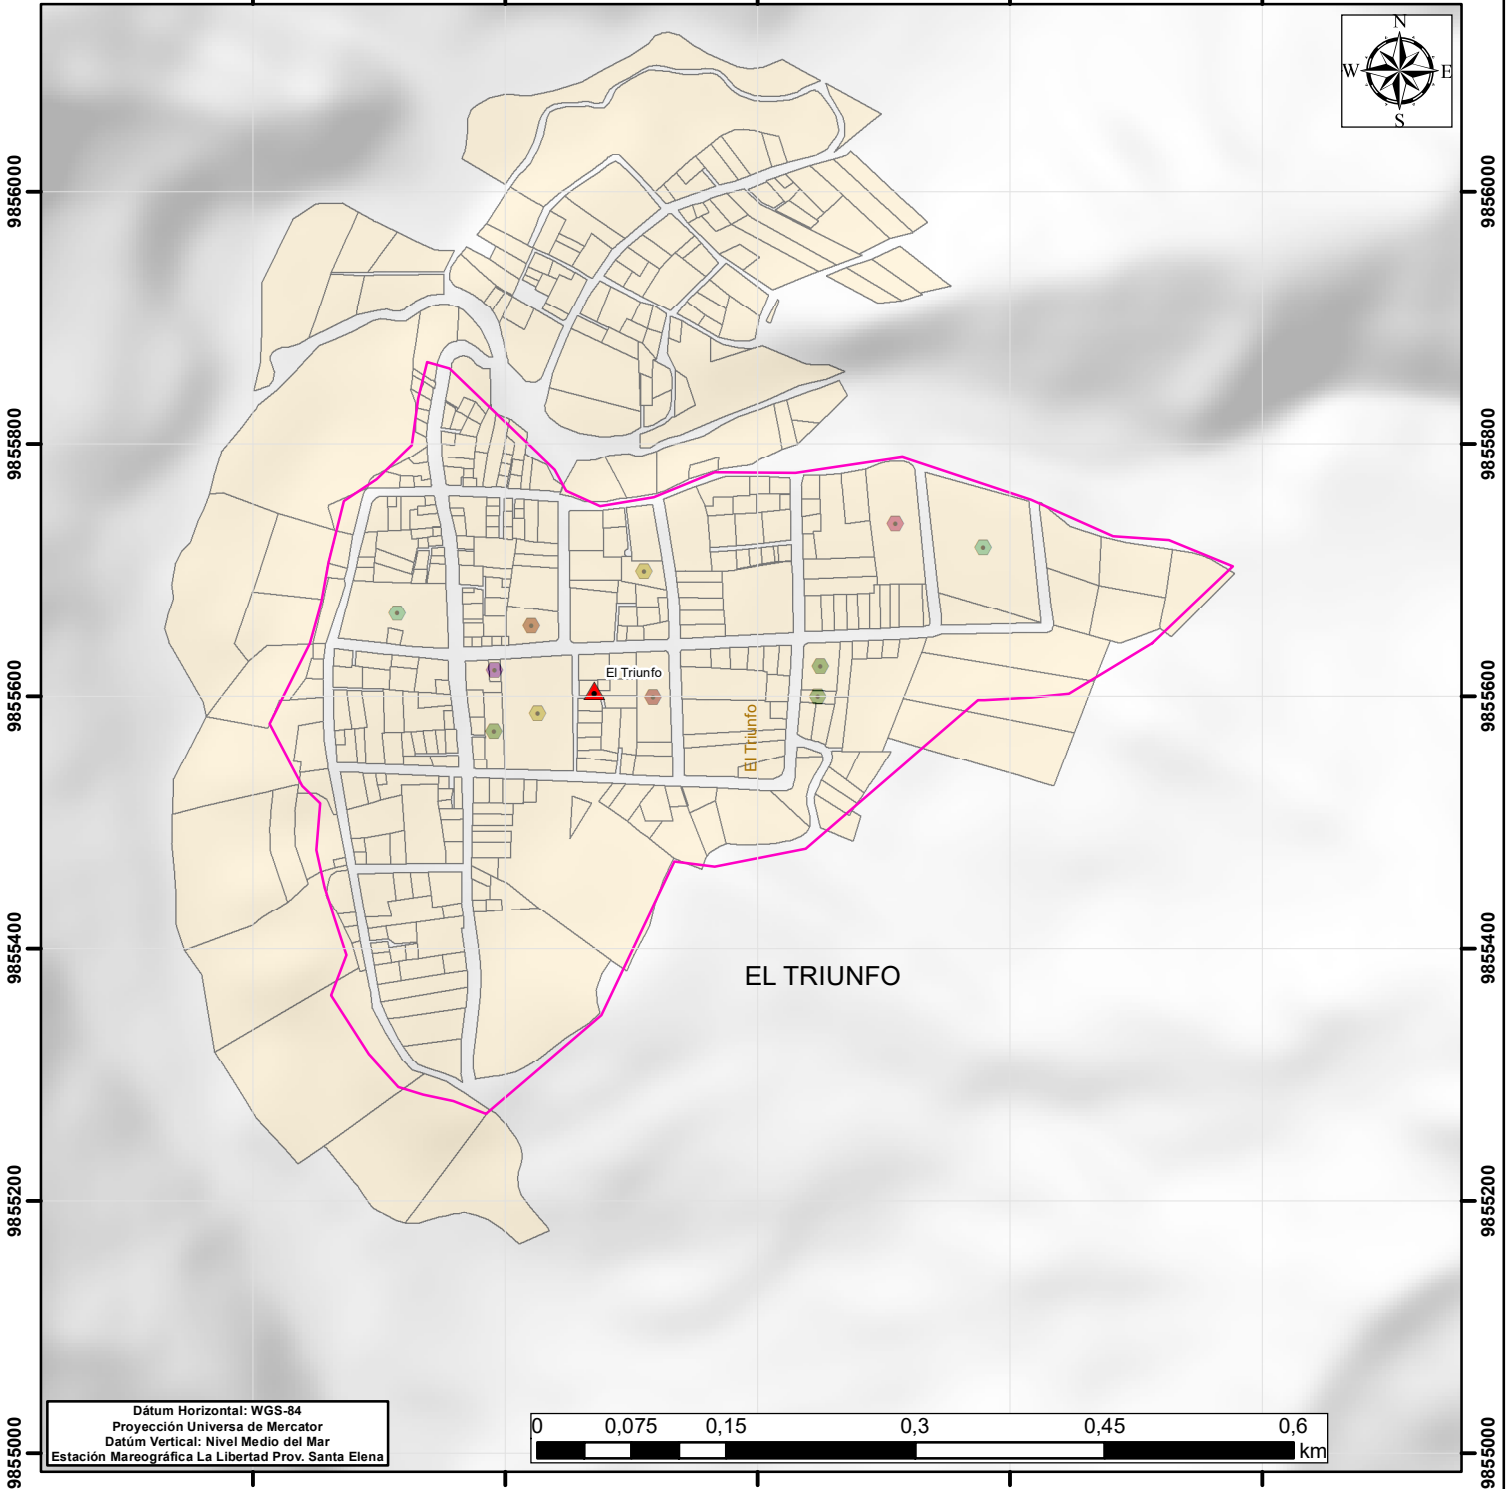 N
W E
S
9856000
9856000
9855800
9855800
El Triunfo
9855600
9855600
El Triunfo
9855400
9855400
EL TRIUNFO
9855200
9855200
Dátum Horizontal: WGS-84
Proyección Universa de Mercator
Datúm Vertical: Nivel Medio del Mar
Estación Mareográfica La Libertad Prov. Santa Elena
0 0,075 0,15 0,3 0,45 0,6
km
9855000
9855000